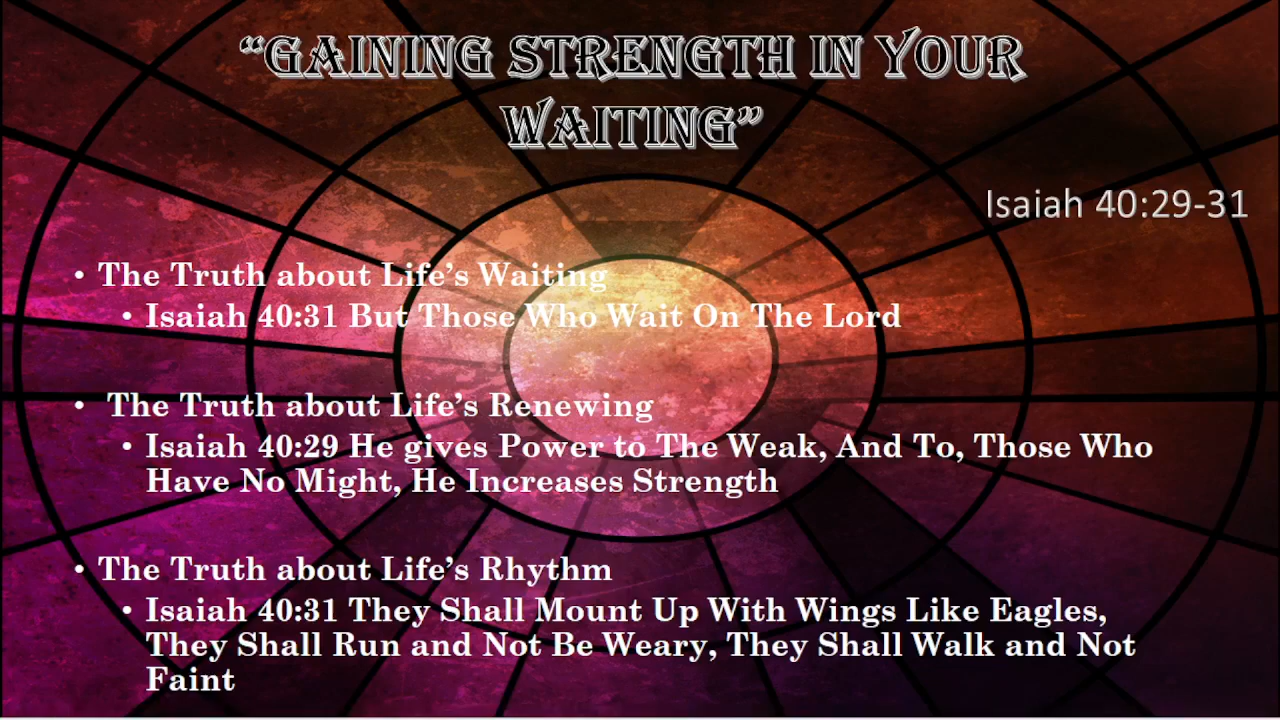 “GAINING STRENGTH IN YOUR
WAITING”
Isaiah 40:29-31
• The Truth about Life’s Waiting
• Isaiah 40:31 But Those Who Wait On The Lord
• The Truth about Life’s Renewing
• Isaiah 40:29 He gives Power to The Weak, And To, Those Who
Have No Might, He Increases Strength
• The Truth about Life’s Rhythm
• Isaiah 40:31 They Shall Mount Up With Wings Like Eagles,
They Shall Run and Not Be Weary, They Shall Walk and Not
Faint